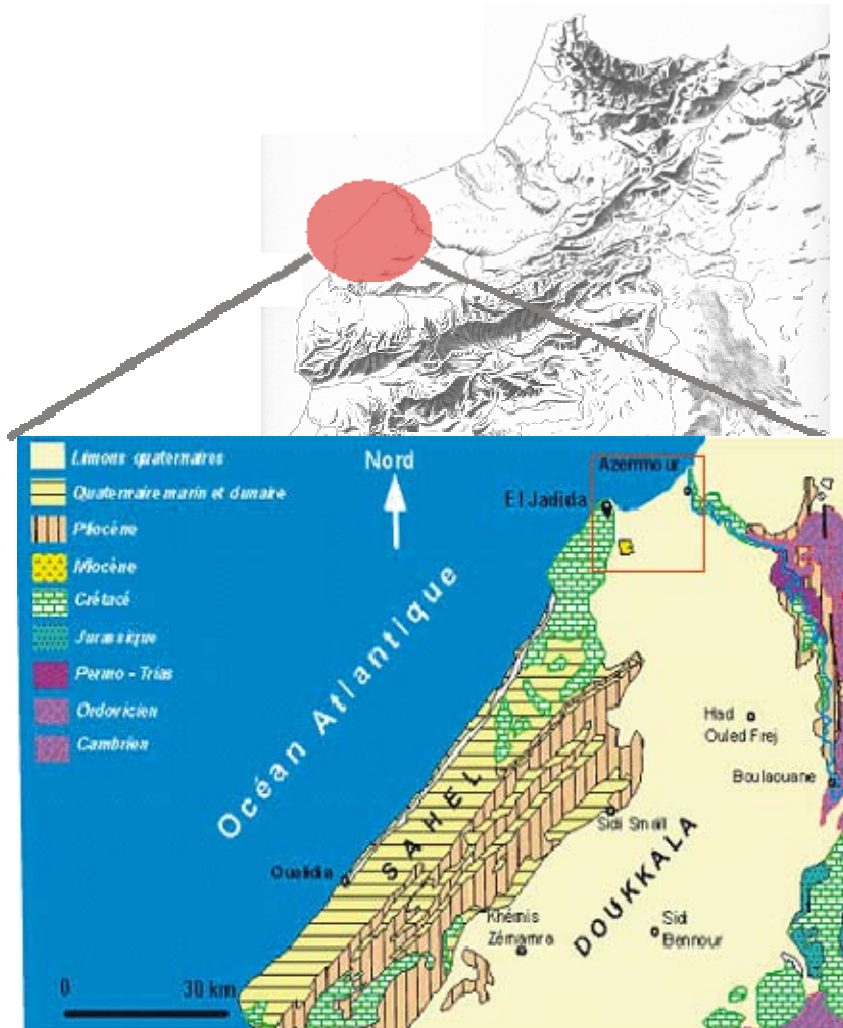 Limons quaternaires
Quaternaire marin et dunaire
Pliocène
Miocène
Crétacé
Jurassique
Permo - Trias
Ordovicien
Cambrien
Nord
Azemmour
El Jadida
Océan Atlantique
SAHEL
DOUKKALA
Had
Ouled Frej
Boulaouane
Sidi Smaïl
Oualidia
Khémis
Zémamra
Sidi
Bennour
0 30 km